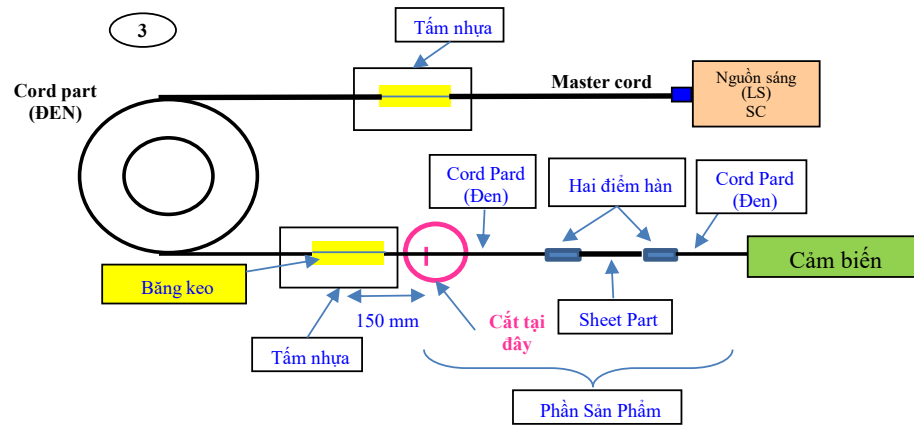 3
Tấm nhựa
Cord part
(ĐEN)
Master cord
Nguồn sáng
(LS)
SC
Cord Pard
(Đen)
Hai điểm hàn
Cord Pard
(Đen)
Cảm biến
Băng keo
150 mm
Cắt tại
dây
Sheet Part
Tấm nhựa
Phần Sản Phẩm